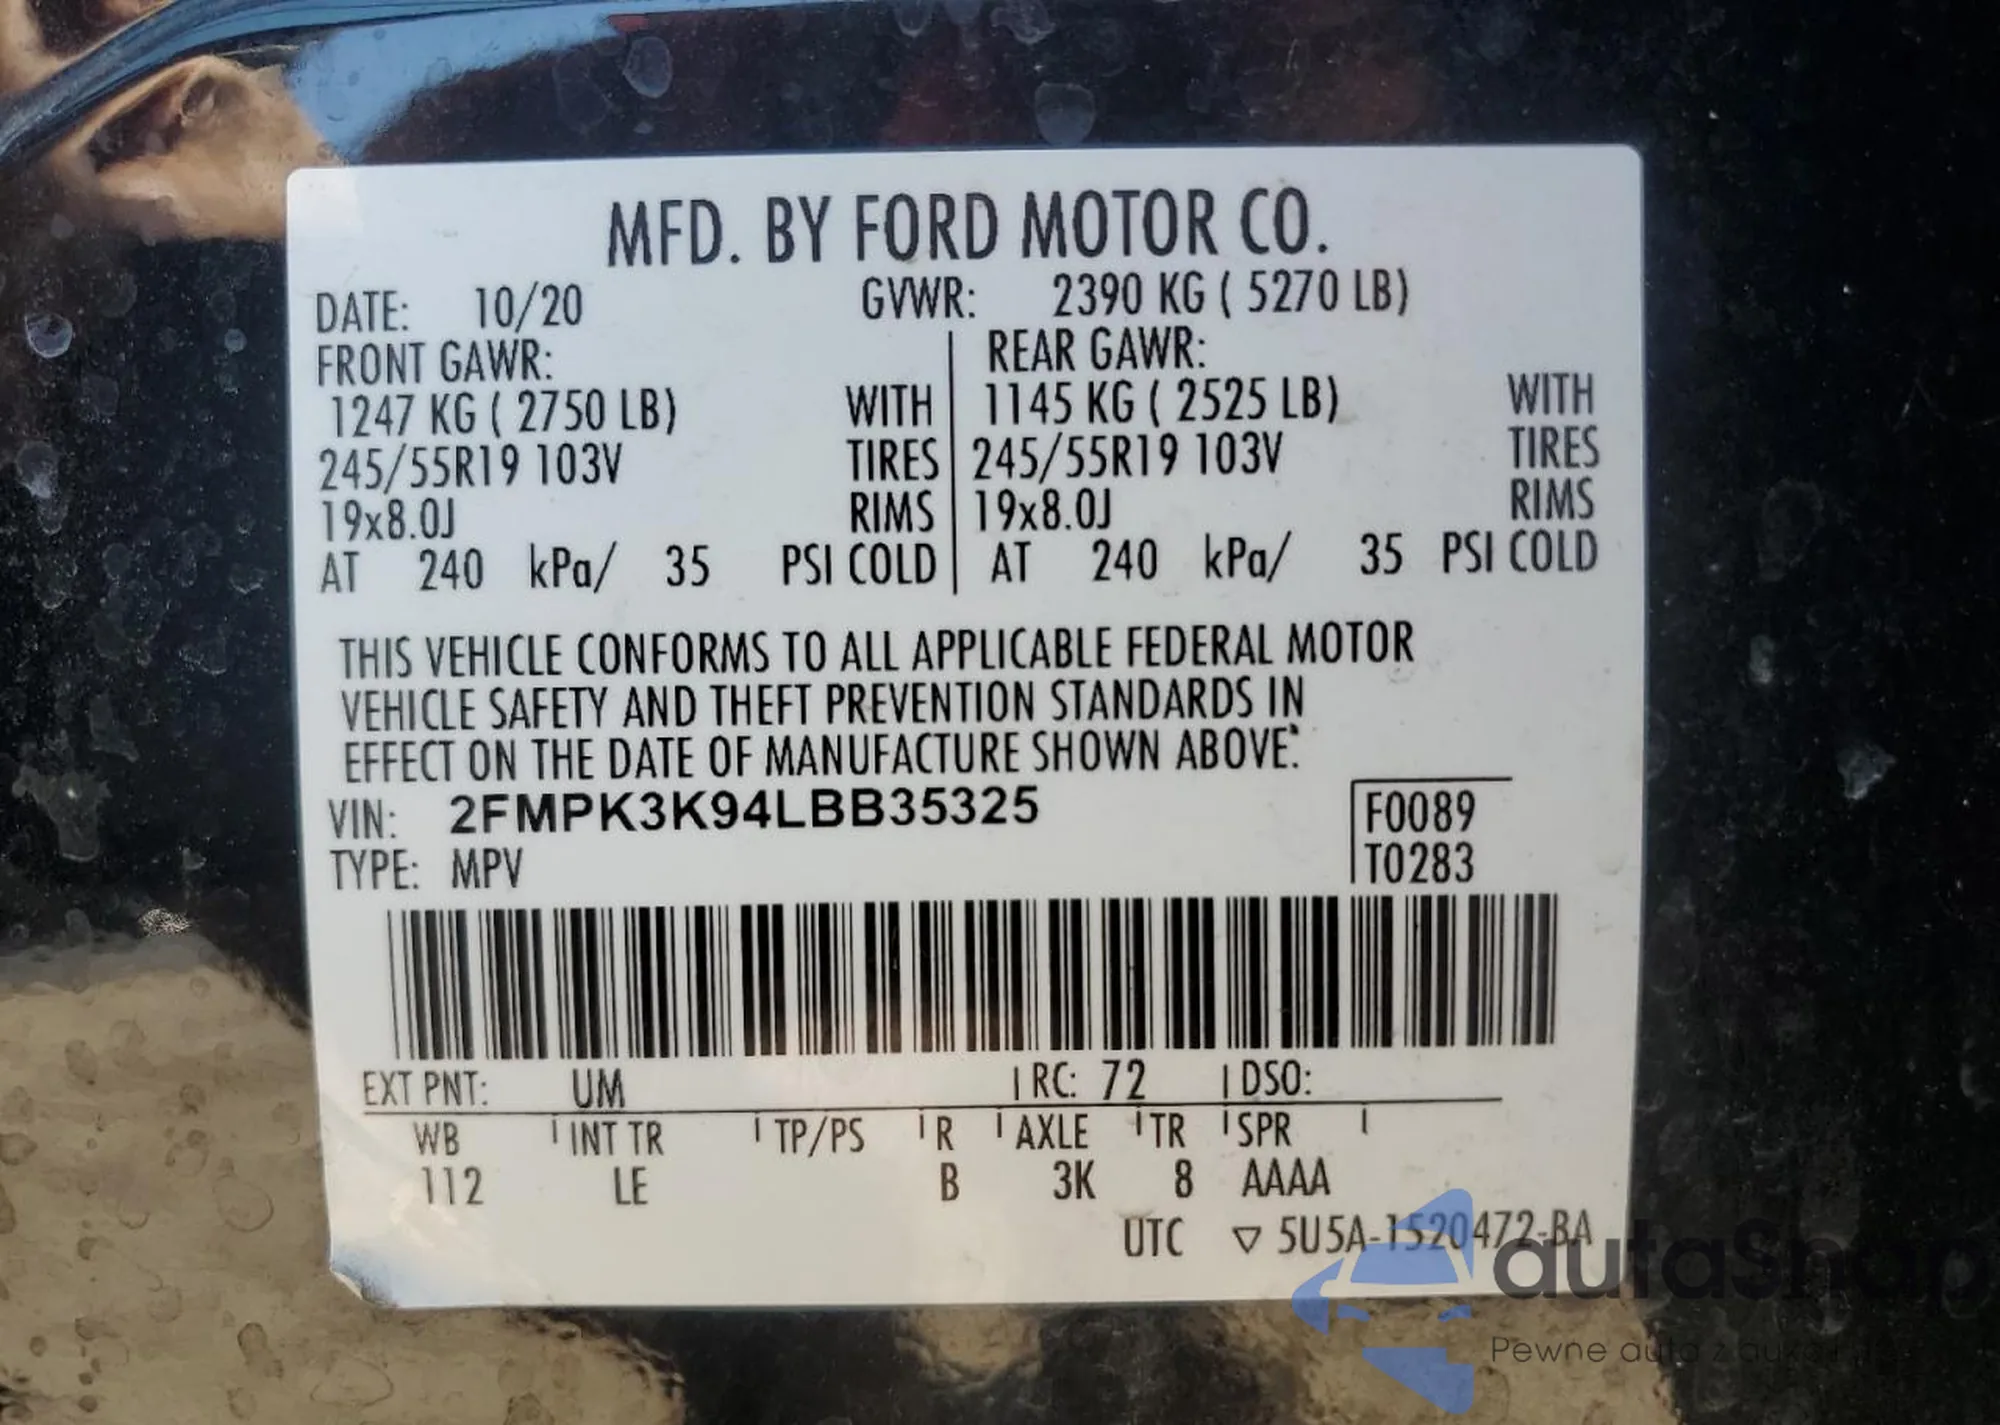 MFD. BY FORD MOTOR CO.
DATE: 10/20 GVWR: 2390 KG ( 5270 LB)
FRONT GAWR: REAR GAWR:
1247 KG ( 2750 LB) WITH 1145 KG ( 2525 LB) WITH
245/55R19 103V TIRES 245/55R19 103V TIRES
19x8.0J RIMS 19x8.0J RIMS
AT 240 kPa/ 35 PSI COLD AT 240 kPa/ 35 PSI COLD
THIS VEHICLE CONFORMS TO ALL APPLICABLE FEDERAL MOTOR
VEHICLE SAFETY AND THEFT PREVENTION STANDARDS IN
EFFECT ON THE DATE OF MANUFACTURE SHOWN ABOVE.
VIN: 2FMPK3K94LBB35325 F0089
TYPE: MPV T0283
EXT PNT: UM RC: 72 DSO:
WB INT TR TP/PS R AXLE TR SPR
112 LE B 3K 8 AAAA
UTC ▽ 5U5A-1520472-BA
autaSnap
Pewne auta z